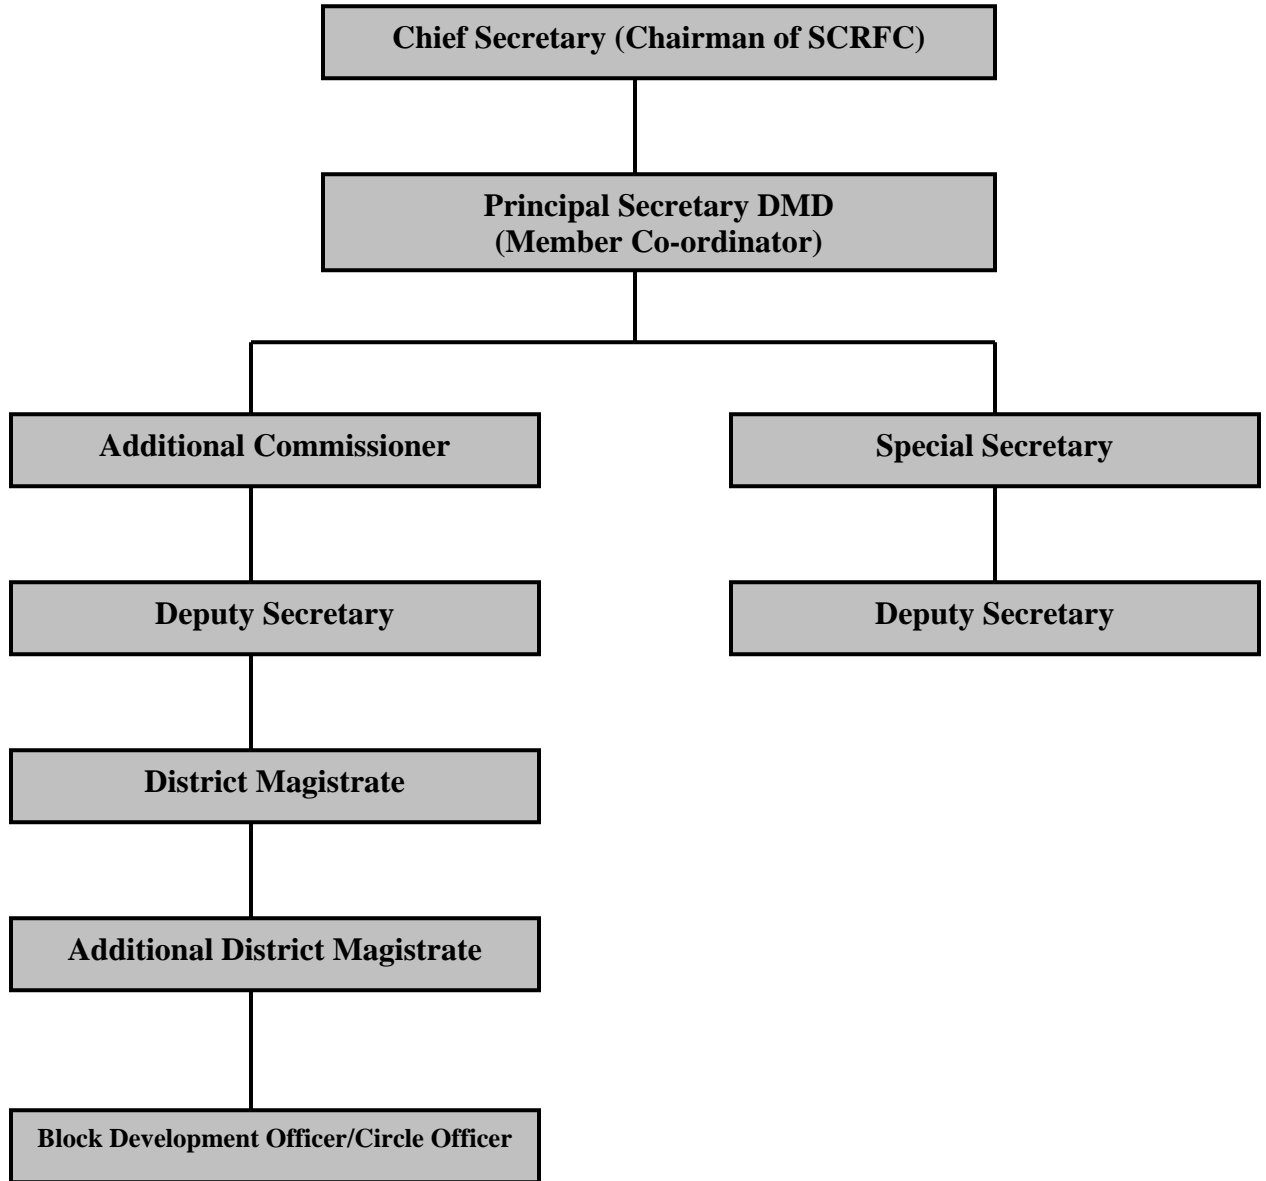 Chief Secretary (Chairman of SCRFC)
Principal Secretary DMD
(Member Co-ordinator)
Additional Commissioner
Special Secretary
Deputy Secretary
Deputy Secretary
District Magistrate
Additional District Magistrate
Block Development Officer/Circle Officer